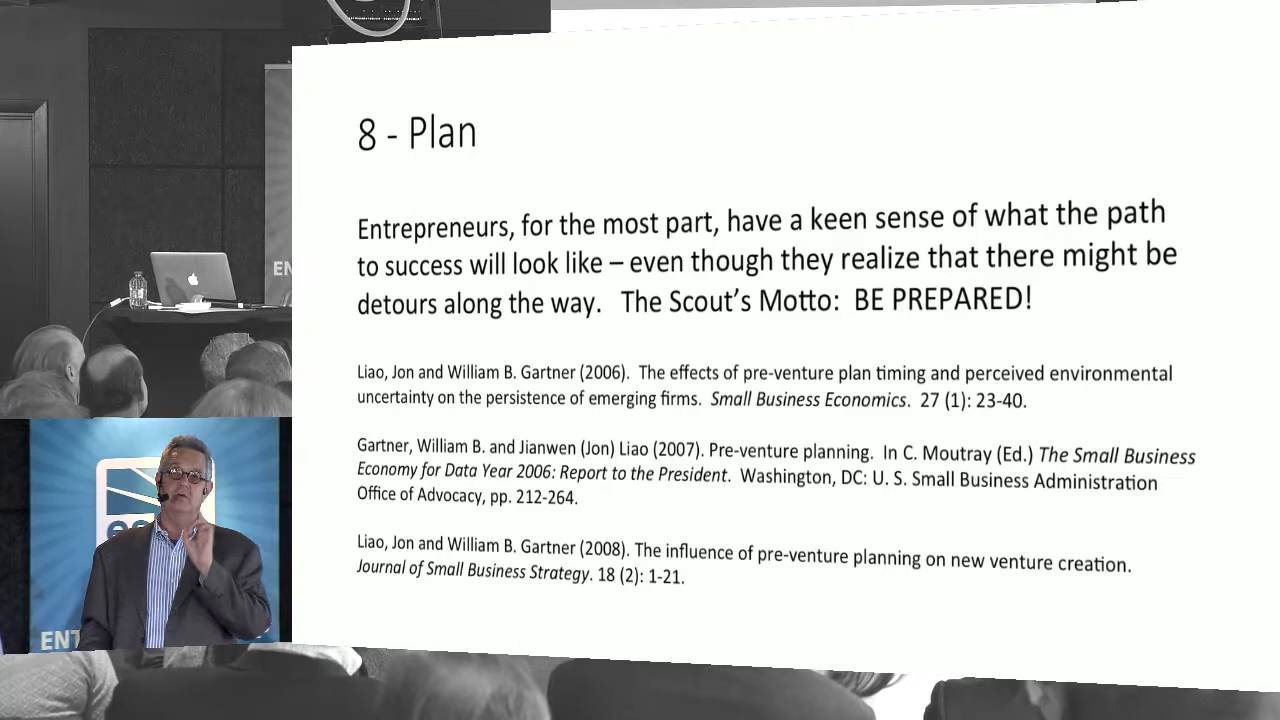 8 - Plan
Entrepreneurs, for the most part, have a keen sense of what the path
to success will look like – even though they realize that there might be
detours along the way.   The Scout's Motto:  BE PREPARED!
Liao, Jon and William B. Gartner (2006).  The effects of pre-venture plan timing and perceived environmental
uncertainty on the persistence of emerging firms.  Small Business Economics.  27 (1): 23-40.
Gartner, William B. and Jianwen (Jon) Liao (2007). Pre-venture planning.  In C. Moutray (Ed.) The Small Business
Economy for Data Year 2006: Report to the President.  Washington, DC: U. S. Small Business Administration
Office of Advocacy, pp. 212-264.
Liao, Jon and William B. Gartner (2008). The influence of pre-venture planning on new venture creation.
Journal of Small Business Strategy. 18 (2): 1-21.
EN
ENT